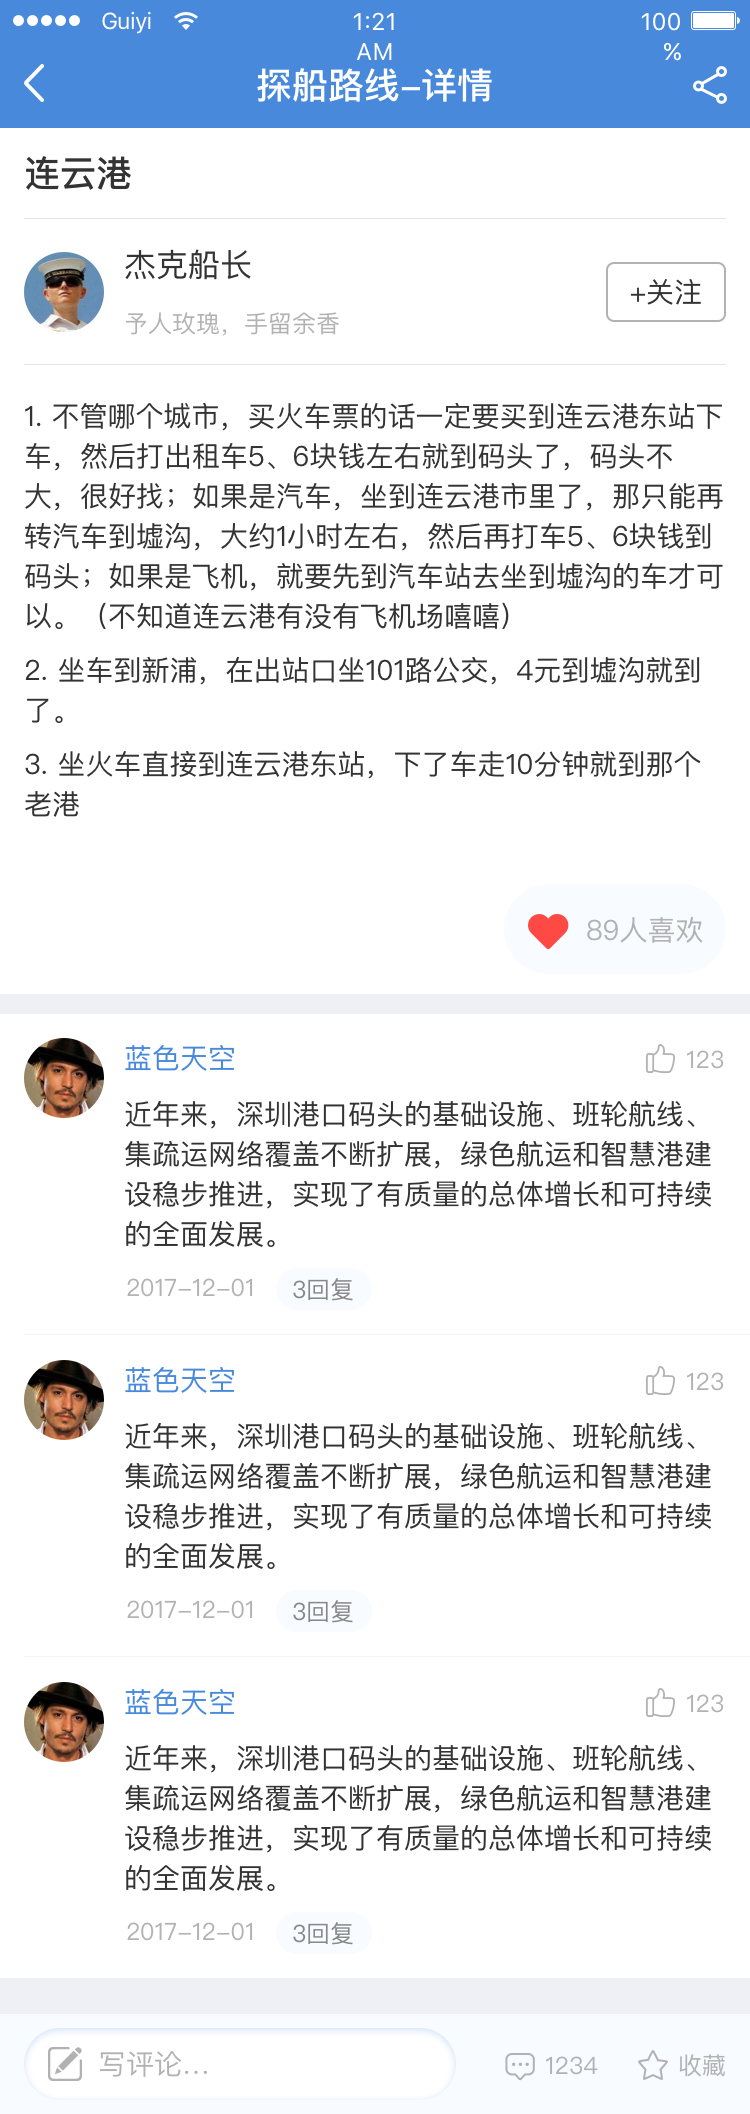 Guiyi 1:21 AM 100 %
探船路线-详情
连云港
杰克船长
+关注
予人玫瑰，手留余香
1. 不管哪个城市，买火车票的话一定要买到连云港东站下
车，然后打出租车5、6块钱左右就到码头了，码头不
大，很好找；如果是汽车，坐到连云港市里了，那只能再
转汽车到墟沟，大约1小时左右，然后再打车5、6块钱到
码头；如果是飞机，就要先到汽车站去坐到墟沟的车才可
以。（不知道连云港有没有飞机场嘻嘻）
2. 坐车到新浦，在出站口坐101路公交，4元到墟沟就到
了。
3. 坐火车直接到连云港东站，下了车走10分钟就到那个
老港
89人喜欢
蓝色天空 123
近年来，深圳港口码头的基础设施、班轮航线、
集疏运网络覆盖不断扩展，绿色航运和智慧港建
设稳步推进，实现了有质量的总体增长和可持续
的全面发展。
2017-12-01 3回复
蓝色天空 123
近年来，深圳港口码头的基础设施、班轮航线、
集疏运网络覆盖不断扩展，绿色航运和智慧港建
设稳步推进，实现了有质量的总体增长和可持续
的全面发展。
2017-12-01 3回复
蓝色天空 123
近年来，深圳港口码头的基础设施、班轮航线、
集疏运网络覆盖不断扩展，绿色航运和智慧港建
设稳步推进，实现了有质量的总体增长和可持续
的全面发展。
2017-12-01 3回复
写评论... 1234 收藏